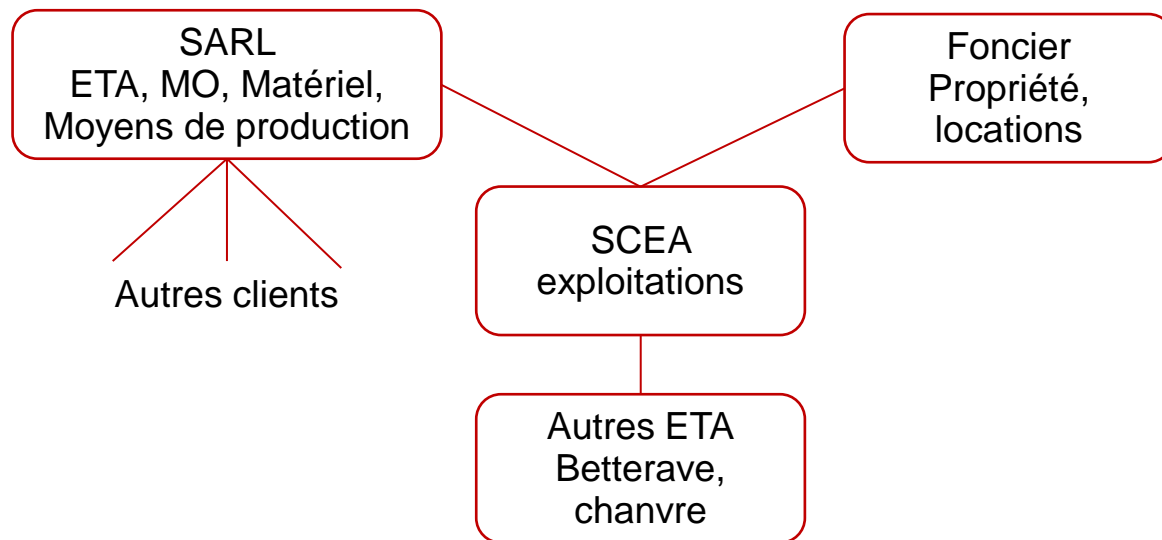 SARL
ETA, MO, Matériel,
Moyens de production
Foncier
Propriété,
locations
SCEA
exploitations
Autres clients
Autres ETA
Betterave,
chanvre